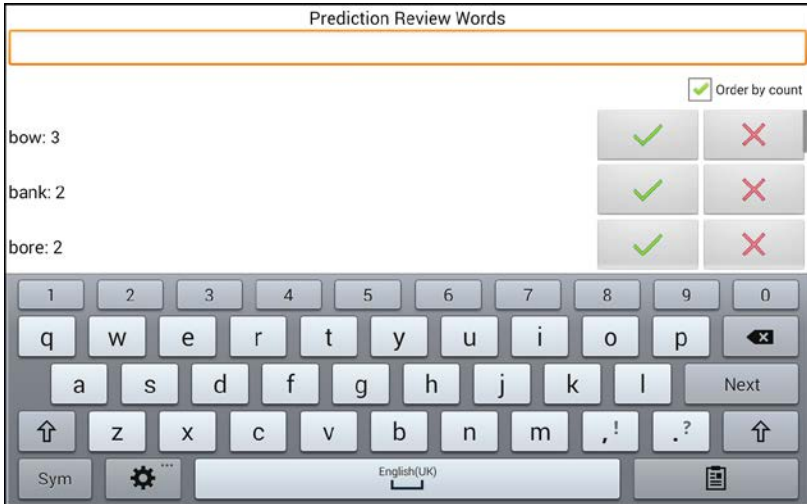 Prediction Review Words
Order by count
bow: 3
bank: 2
bore: 2
1 2 3 4 5 6 7 8 9 0
q w e r t y u i o p
a s d f g h j k l Next
z x c v b n m , ! . ?
Sym ... English(UK)